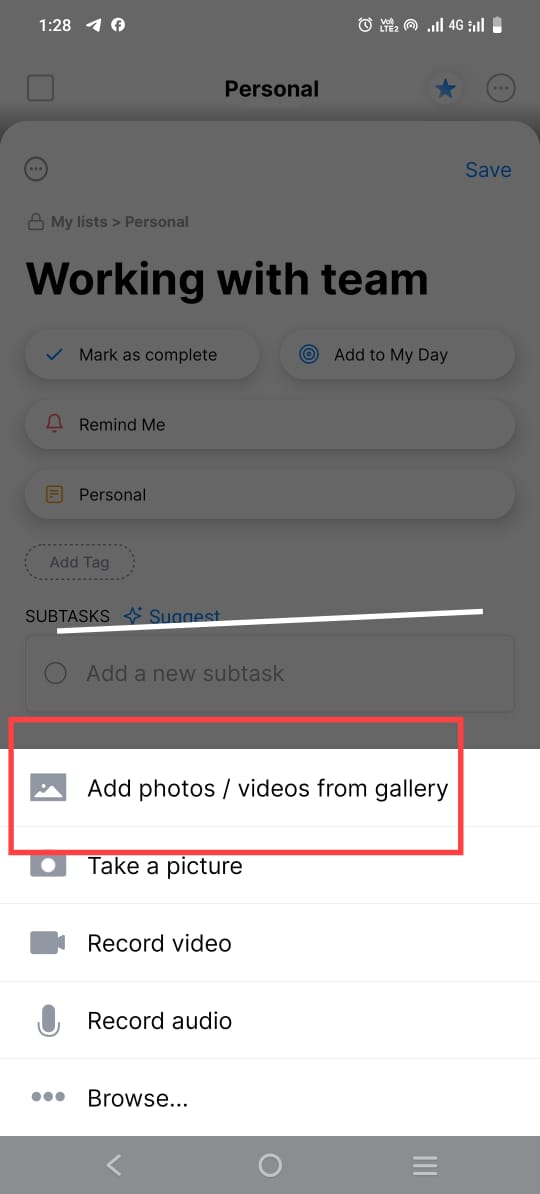 1:28
Vo)
LTE2
4G
Personal
Save
My lists > Personal
Working with team
Mark as complete
Add to My Day
Remind Me
Personal
Add Tag
SUBTASKS Suggest
Add a new subtask
Add photos / videos from gallery
Take a picture
Record video
Record audio
Browse...